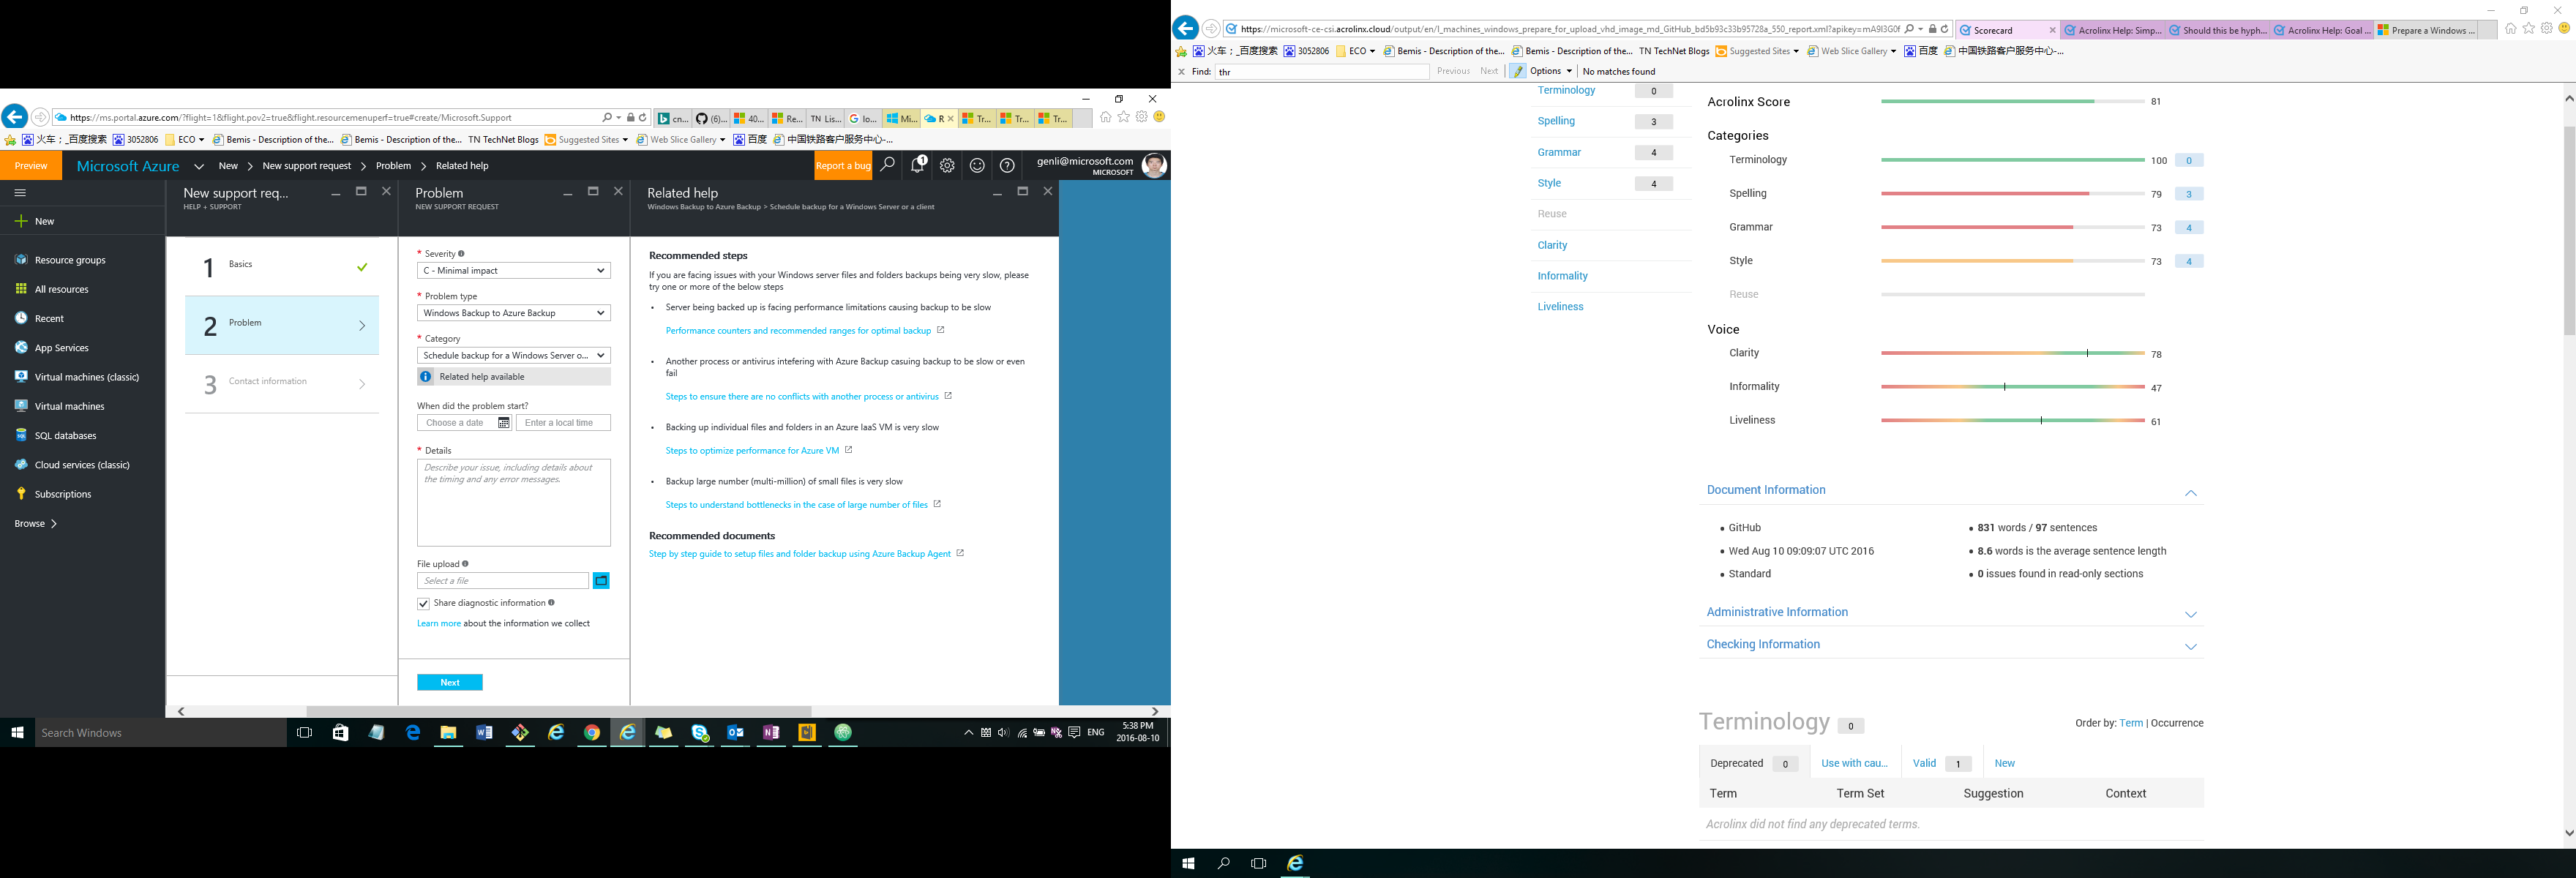 https://ms.portal.azure.com/?flight=1&flight.pov2=true&flight.resourcemenuperf=true#create/Microsoft.Support
cn...
(6)...
40...
Re...
TN Lis...
lo...
Mi...
R
Tr...
Tr...
Tr...
火车；_百度搜索
3052806
ECO
Bemis - Description of the...
Bemis - Description of the...
TN TechNet Blogs
Suggested Sites
Web Slice Gallery
百度
中国铁路客户服务中心-...
Preview
Microsoft Azure
New > New support request > Problem > Related help
Report a bug
1
genli@microsoft.com
MICROSOFT
New
Resource groups
All resources
Recent
App Services
Virtual machines (classic)
Virtual machines
SQL databases
Cloud services (classic)
Subscriptions
Browse >
New support req...
HELP + SUPPORT
1 Basics
2 Problem
3 Contact information
Problem
NEW SUPPORT REQUEST
* Severity
C - Minimal impact
* Problem type
Windows Backup to Azure Backup
* Category
Schedule backup for a Windows Server o...
Related help available
When did the problem start?
Choose a date
Enter a local time
* Details
Describe your issue, including details about
the timing and any error messages.
File upload
Select a file
Share diagnostic information
Learn more about the information we collect
Next
Related help
Windows Backup to Azure Backup > Schedule backup for a Windows Server or a client
Recommended steps
If you are facing issues with your Windows server files and folders backups being very slow, please
try one or more of the below steps
• Server being backed up is facing performance limitations causing backup to be slow
Performance counters and recommended ranges for optimal backup
• Another process or antivirus intefering with Azure Backup casuing backup to be slow or even
fail
Steps to ensure there are no conflicts with another process or antivirus
• Backing up individual files and folders in an Azure IaaS VM is very slow
Steps to optimize performance for Azure VM
• Backup large number (multi-million) of small files is very slow
Steps to understand bottlenecks in the case of large number of files
Recommended documents
Step by step guide to setup files and folder backup using Azure Backup Agent
Search Windows
ENG
5:38 PM
2016-08-10
https://microsoft-ce-csi.acrolinx.cloud/output/en/l_machines_windows_prepare_for_upload_vhd_image_md_GitHub_bd5b93c33b95728a_550_report.xml?apikey=mA9I3G0f
Scorecard
Acrolinx Help: Simp...
Should this be hyph...
Acrolinx Help: Goal ...
Prepare a Windows ...
火车；_百度搜索
3052806
ECO
Bemis - Description of the...
Bemis - Description of the...
TN TechNet Blogs
Suggested Sites
Web Slice Gallery
百度
中国铁路客户服务中心-...
x Find: thr
Previous Next
Options
No matches found
Terminology 0
Spelling 3
Grammar 4
Style 4
Reuse
Clarity
Informality
Liveliness
Acrolinx Score 81
Categories
Terminology 100 0
Spelling 79 3
Grammar 73 4
Style 73 4
Reuse
Voice
Clarity 78
Informality 47
Liveliness 61
Document Information
• GitHub
• Wed Aug 10 09:09:07 UTC 2016
• Standard
• 831 words / 97 sentences
• 8.6 words is the average sentence length
• 0 issues found in read-only sections
Administrative Information
Checking Information
Terminology 0
Order by: Term | Occurrence
Deprecated 0
Use with cau...
Valid 1
New
Term Term Set Suggestion Context
Acrolinx did not find any deprecated terms.